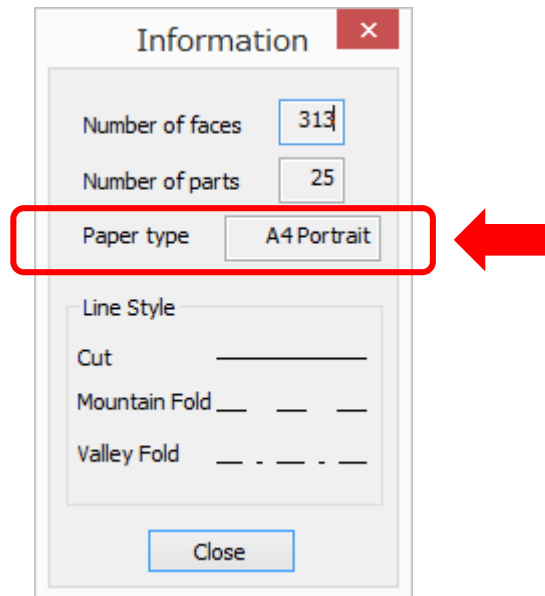 Information
Number of faces 313
Number of parts 25
Paper type A4 Portrait
Line Style
Cut
Mountain Fold
Valley Fold
Close